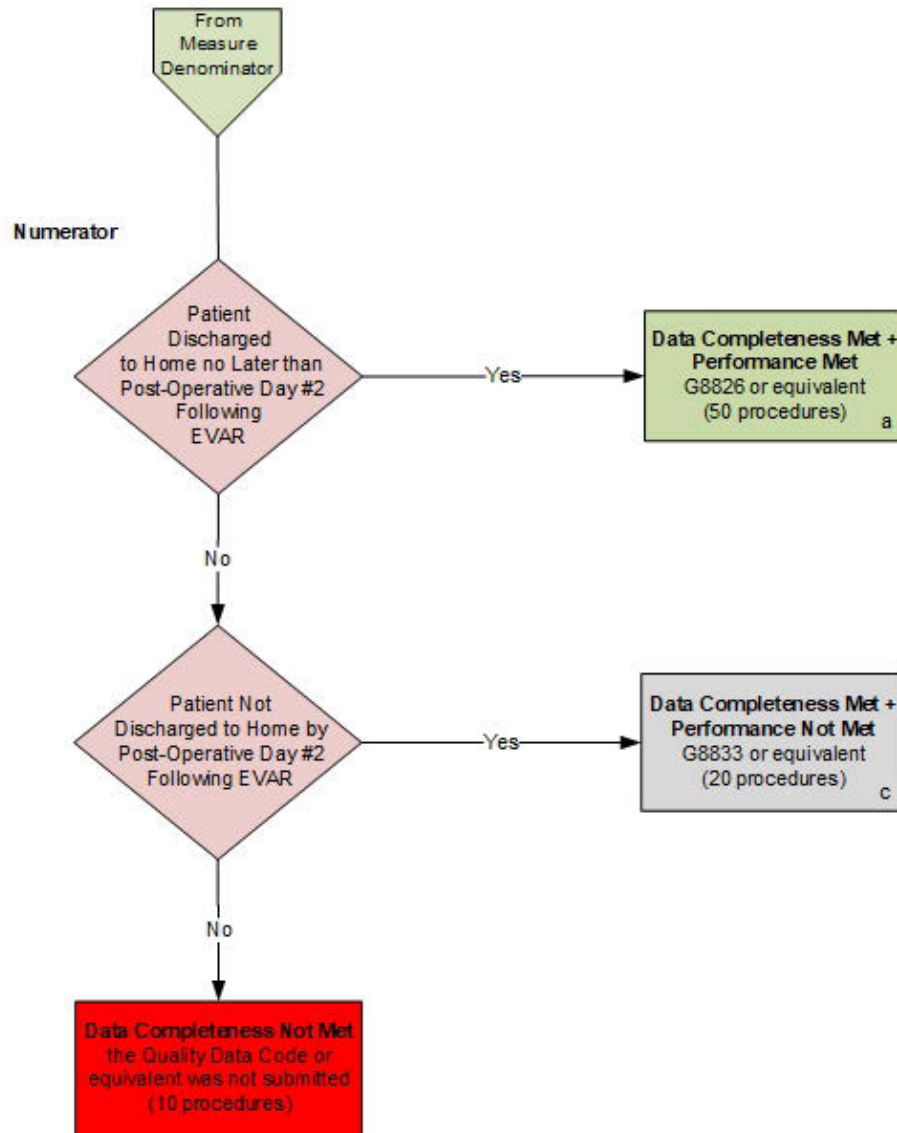 From
Measure
Denominator
Numerator
Patient
Discharged
to Home no Later than
Post-Operative Day #2
Following
EVAR
Yes
Data Completeness Met +
Performance Met
G8826 or equivalent
(50 procedures)
a
No
Patient Not
Discharged to Home by
Post-Operative Day #2
Following EVAR
Yes
Data Completeness Met +
Performance Not Met
G8833 or equivalent
(20 procedures)
c
No
Data Completeness Not Met
the Quality Data Code or
equivalent was not submitted
(10 procedures)